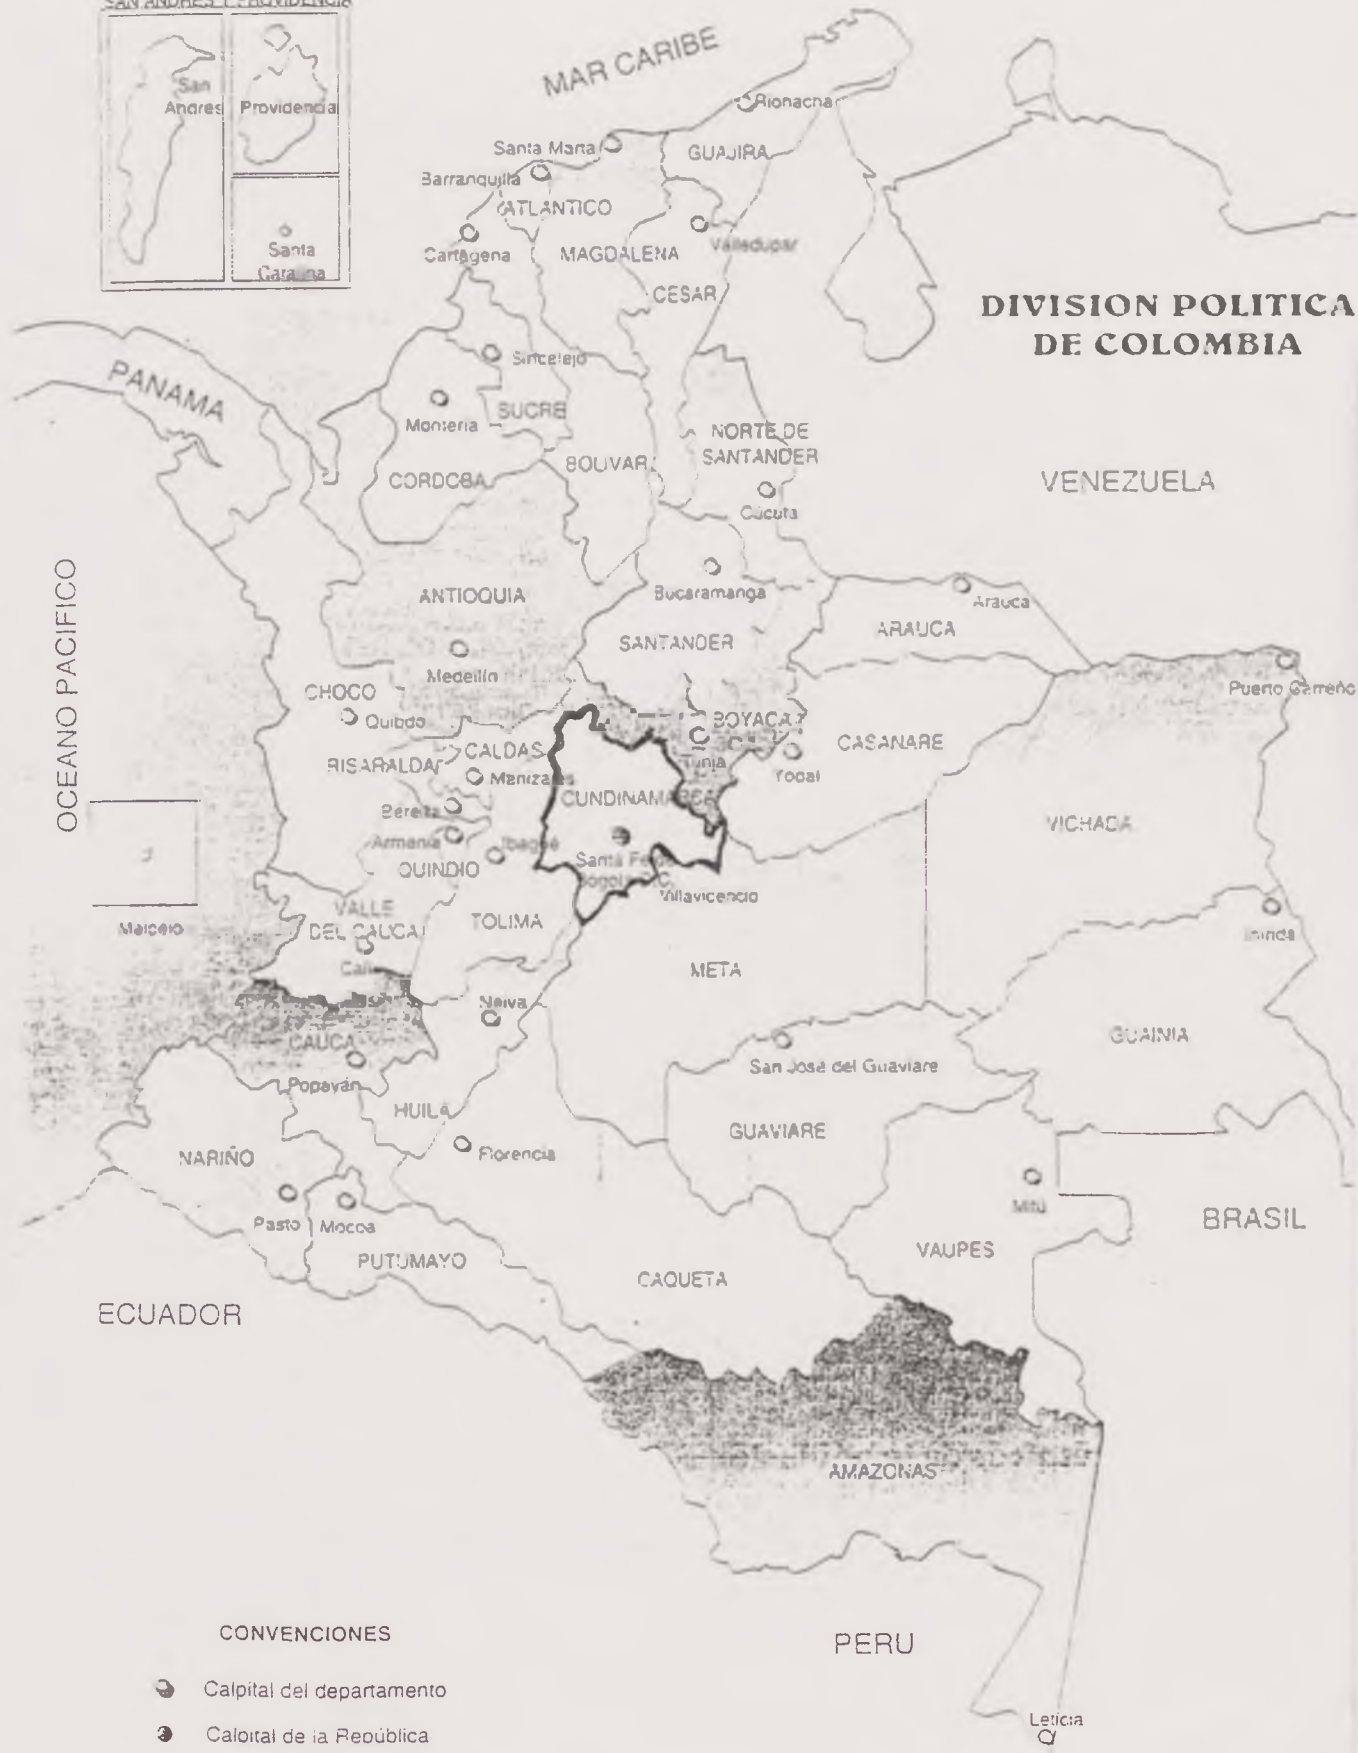 SAN ANDRES Y PROVIDENCIA
San
Andres
Providencia
Santa
Catalina
MAR CARIBE
Riohacha
Santa Marta
GUAJIRA
Barranquilla
ATLANTICO
Cartagena
MAGDALENA
Valledupar
CESAR
DIVISION POLITICA
DE COLOMBIA
PANAMA
Sincelejo
SUCRE
Monteria
NORTE DE
SANTANDER
BOLIVAR
CORDOBA
VENEZUELA
Cúcuta
OCEANO PACIFICO
ANTIOQUIA
Bucaramanga
Arauca
ARAUCA
SANTANDER
Medellín
Puerto Carreño
CHOCO
Quibdo
BOYACA
CASANARE
CALDAS
RISARALDA
Manizales
Tunja
Yopal
CUNDINAMARCA
Pereira
VICHADA
Armenia
Ibagué
QUINDIO
Santa Fe de
Bogotá D.C.
Villavicencio
VALLE
DEL CAUCA
TOLIMA
Malpelo
Inirida
Cali
META
Neiva
CAUCA
GUAINIA
San José del Guaviare
Popayán
HUILA
GUAVIARE
Florencia
NARIÑO
Mitú
BRASIL
Pasto
Mocoa
VAUPES
PUTUMAYO
CAQUETA
ECUADOR
AMAZONAS
CONVENCIONES
PERU
Calpital del departamento
Calpital de la República
Leticia